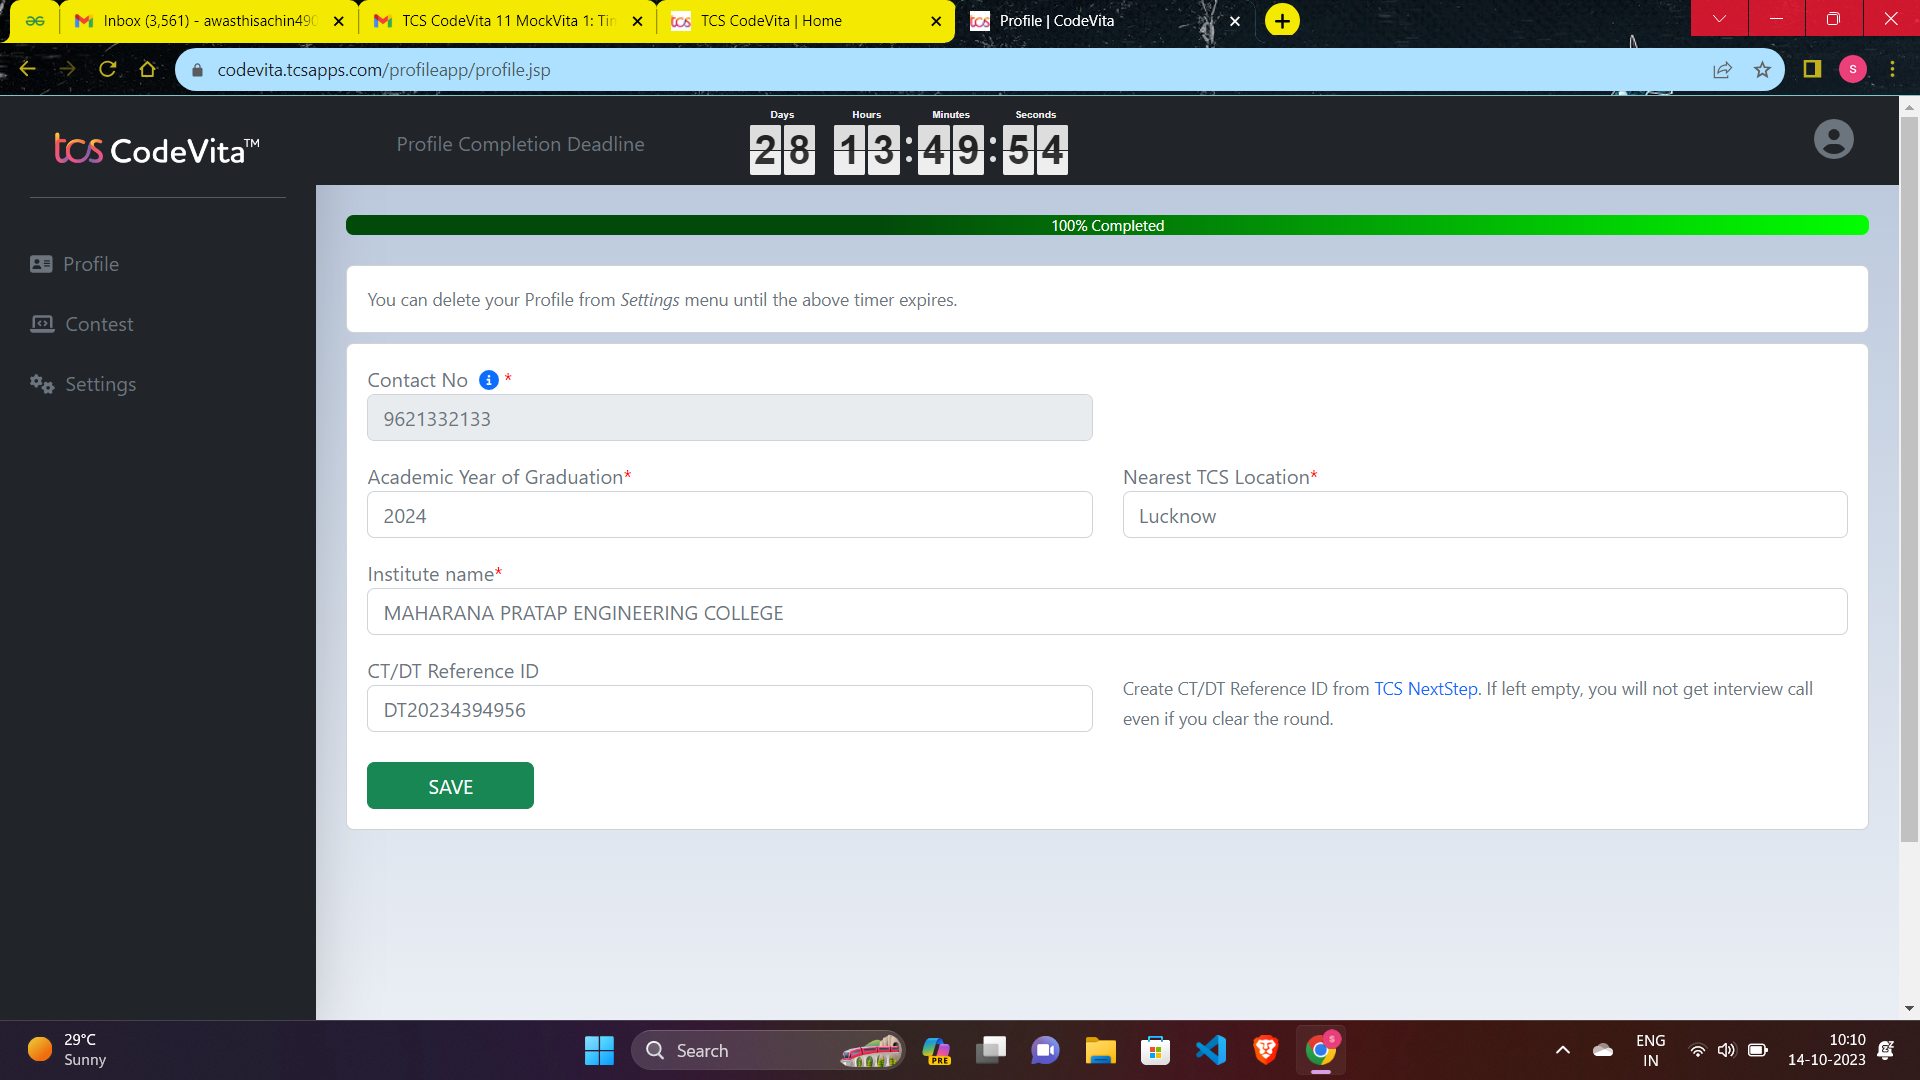 Inbox (3,561) - awasthisachin490
TCS CodeVita 11 MockVita 1: Tin
tcs TCS CodeVita | Home
tcs Profile | CodeVita
codevita.tcsapps.com/profileapp/profile.jsp
S
tcs CodeVita™
Profile Completion Deadline
Days Hours Minutes Seconds
28 13:49:54
100% Completed
Profile
Contest
Settings
You can delete your Profile from Settings menu until the above timer expires.
Contact No *
9621332133
Academic Year of Graduation* Nearest TCS Location*
2024 Lucknow
Institute name*
MAHARANA PRATAP ENGINEERING COLLEGE
CT/DT Reference ID
DT20234394956
Create CT/DT Reference ID from TCS NextStep. If left empty, you will not get interview call
even if you clear the round.
SAVE
29°C
Sunny
Search
PRE
S
ENG
IN
10:10
14-10-2023